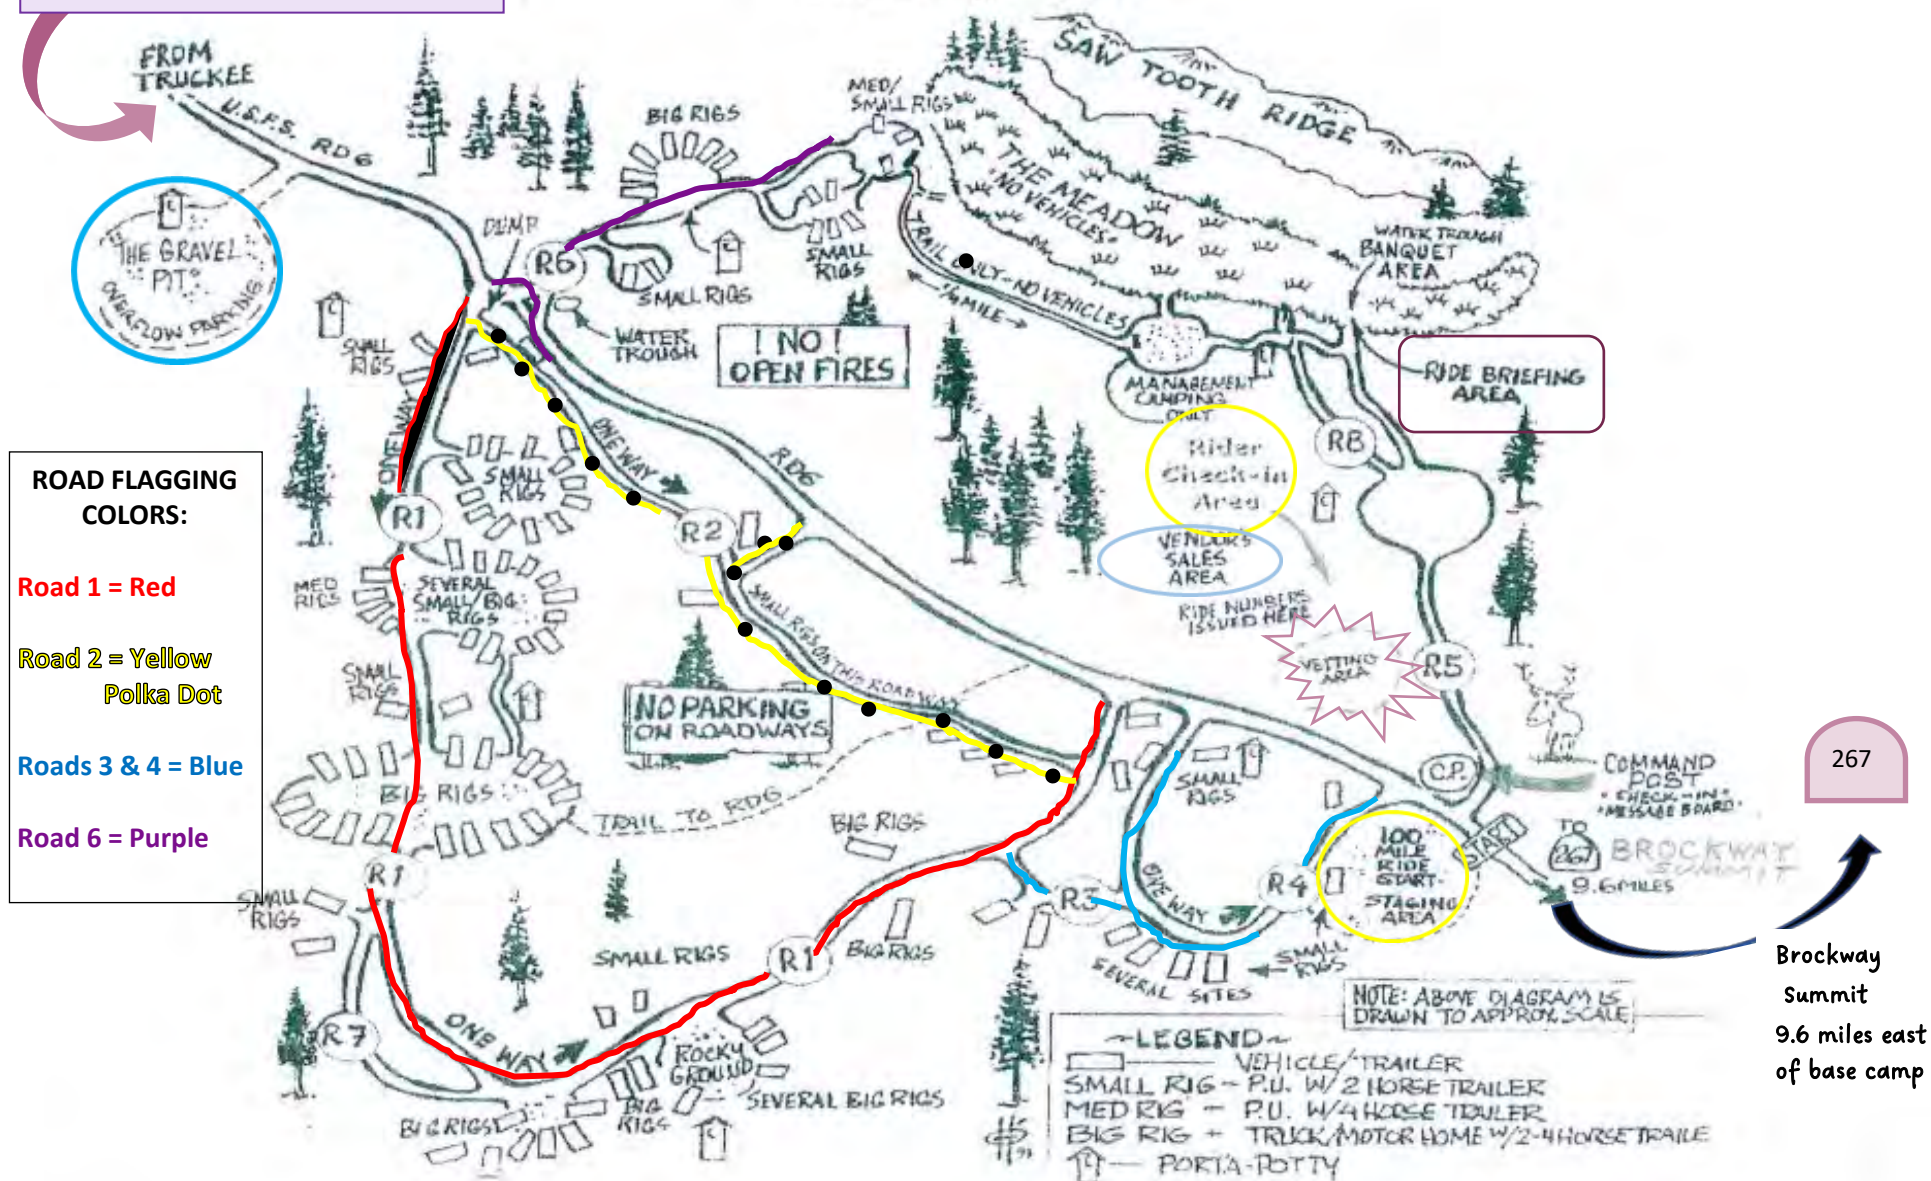 FROM
TRUCKEE
U.S.F.S. RD 6
THE GRAVEL
PIT
OVERFLOW PARKING
DUMP
R6
BIG RIGS
MED/
SMALL RIGS
SMALL
RIGS
SMALL RIGS
WATER
TROUGH
! NO !
OPEN FIRES
SAW TOOTH RIDGE
THE MEADOW
"NO VEHICLES"
TRAIL ONLY - NO VEHICLES
1/4 MILE
WATER TROUGH
BANQUET
AREA
RIDE BRIEFING
AREA
MANAGEMENT
CAMPING
ONLY
R8
Rider
Check-in
Area
VENDORS
SALES
AREA
RIDE NUMBERS
ISSUED HERE
VETTING
AREA
R5
C.P.
COMMAND
POST
"CHECK-IN"
"MESSAGE BOARD"
267
START
TO
267
BROCKWAY
SUMMIT
9.6 MILES
Brockway
Summit
9.6 miles east
of base camp
ROAD FLAGGING
COLORS:
Road 1 = Red
Road 2 = Yellow
Polka Dot
Roads 3 & 4 = Blue
Road 6 = Purple
SMALL
RIGS
ONE WAY
SMALL
RIGS
R1
MED
RIGS
SEVERAL
SMALL/BIG
RIGS
SMALL
RIGS
BIG RIGS
R1
SMALL
RIGS
R7
ONE WAY
SMALL RIGS
R1
ROCKY
GROUND
BIG RIGS
BIG
RIGS
SEVERAL BIG RIGS
ONE WAY
R2
RD6
SMALL RIGS ON THIS ROADWAY
NO PARKING
ON ROADWAYS
TRAIL TO RD6
BIG RIGS
BIG RIGS
R3
SMALL
RIGS
ONE WAY
R4
SMALL
RIGS
SEVERAL SITES
100
MILE
RIDE
START
STAGING
AREA
NOTE: ABOVE DIAGRAM IS
DRAWN TO APPROX. SCALE
~LEGEND~
VEHICLE/TRAILER
SMALL RIG - P.U. W/2 HORSE TRAILER
MED RIG - P.U. W/4 HORSE TRAILER
BIG RIG - TRUCK/MOTOR HOME W/2-4 HORSE TRAILE
PORTA-POTTY